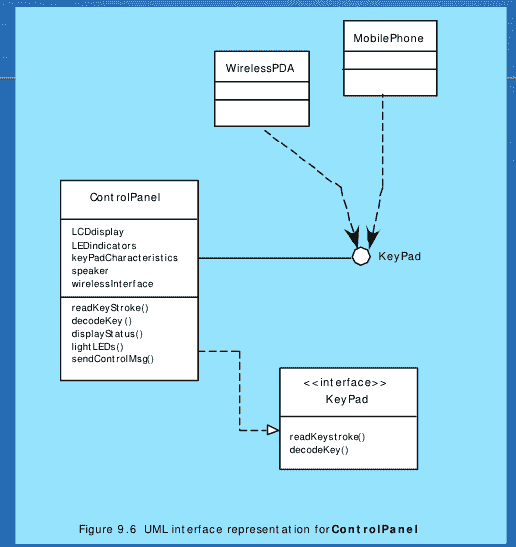 MobilePhone
WirelessPDA
ControlPanel
LCDdisplay
LEDindicators
keyPadCharacteristics
speaker
wirelessInterface
readKeyStroke()
decodeKey()
displayStatus()
lightLEDs()
sendControlMsg()
KeyPad
<<interface>>
KeyPad
readKeystroke()
decodeKey()
Figure 9.6 UML interface representation for ControlPanel